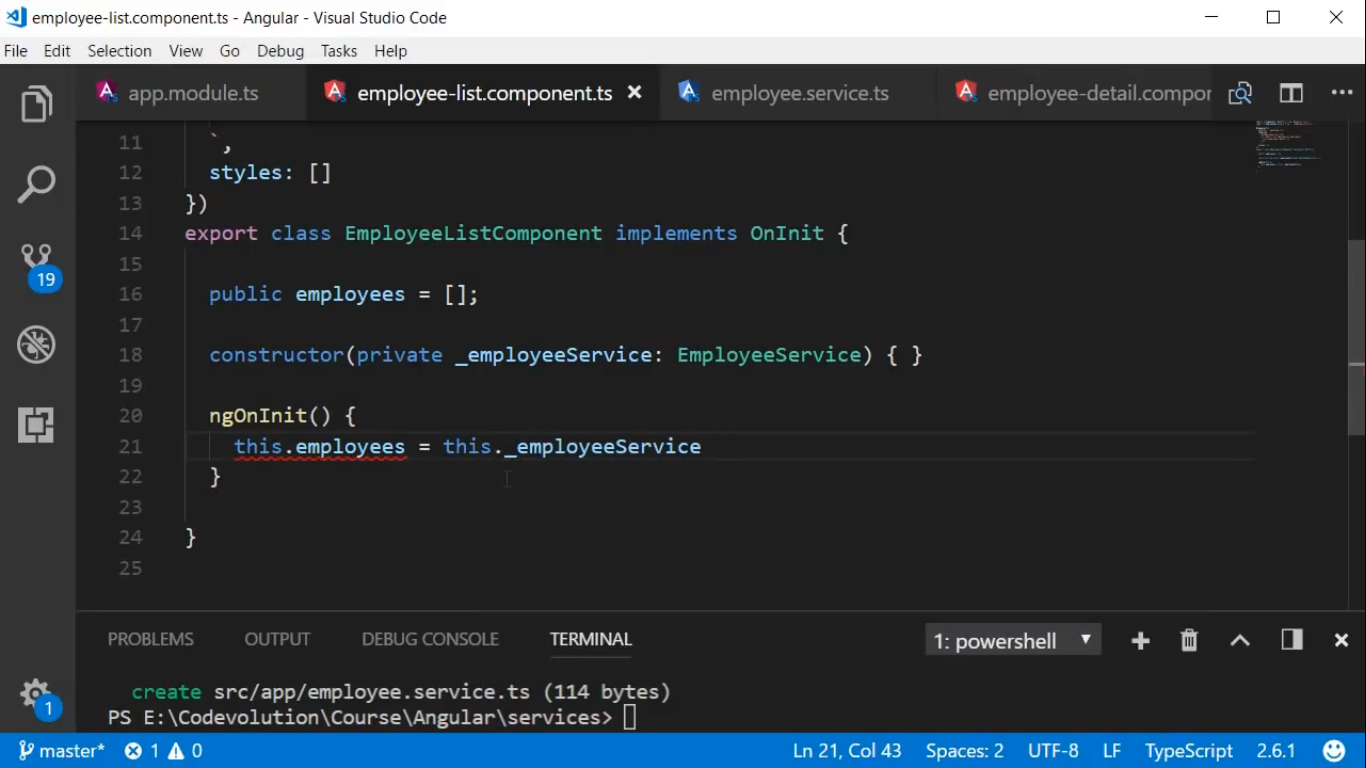 employee-list.component.ts - Angular - Visual Studio Code
File Edit Selection View Go Debug Tasks Help
app.module.ts employee-list.component.ts employee.service.ts employee-detail.compor
11 `,
12 styles: []
13 })
14 export class EmployeeListComponent implements OnInit {
15
16 public employees = [];
17
18 constructor(private _employeeService: EmployeeService) { }
19
20 ngOnInit() {
21 this.employees = this._employeeService
22 }
23
24 }
25
19
1
PROBLEMS OUTPUT DEBUG CONSOLE TERMINAL 1: powershell
create src/app/employee.service.ts (114 bytes)
PS E:\Codevolution\Course\Angular\services>
master* 1 0 Ln 21, Col 43 Spaces: 2 UTF-8 LF TypeScript 2.6.1